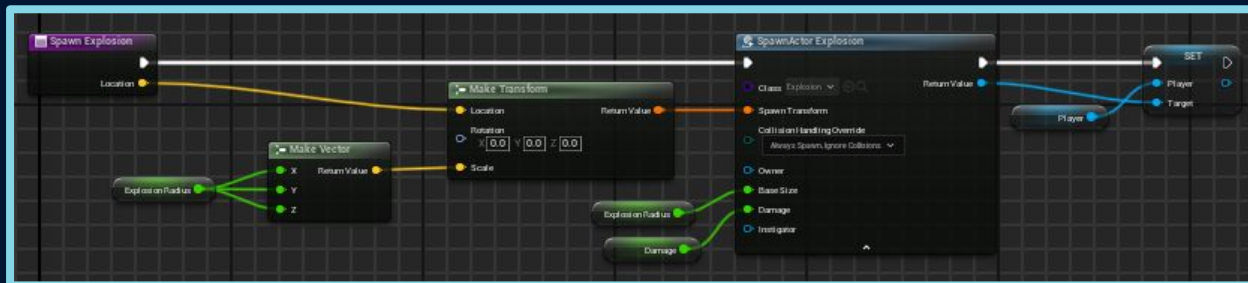 Spawn Explosion
Location
Explosion Radius
Make Vector
X Return Value
Y
Z
Make Transform
Location Return Value
Rotation
X 0.0 Y 0.0 Z 0.0
Scale
Explosion Radius
Damage
SpawnActor Explosion
Class Explosion Return Value
Spawn Transform
Collision Handling Override
Always Spawn, Ignore Collisions
Owner
Base Size
Damage
Instigator
Player
SET
Player
Target